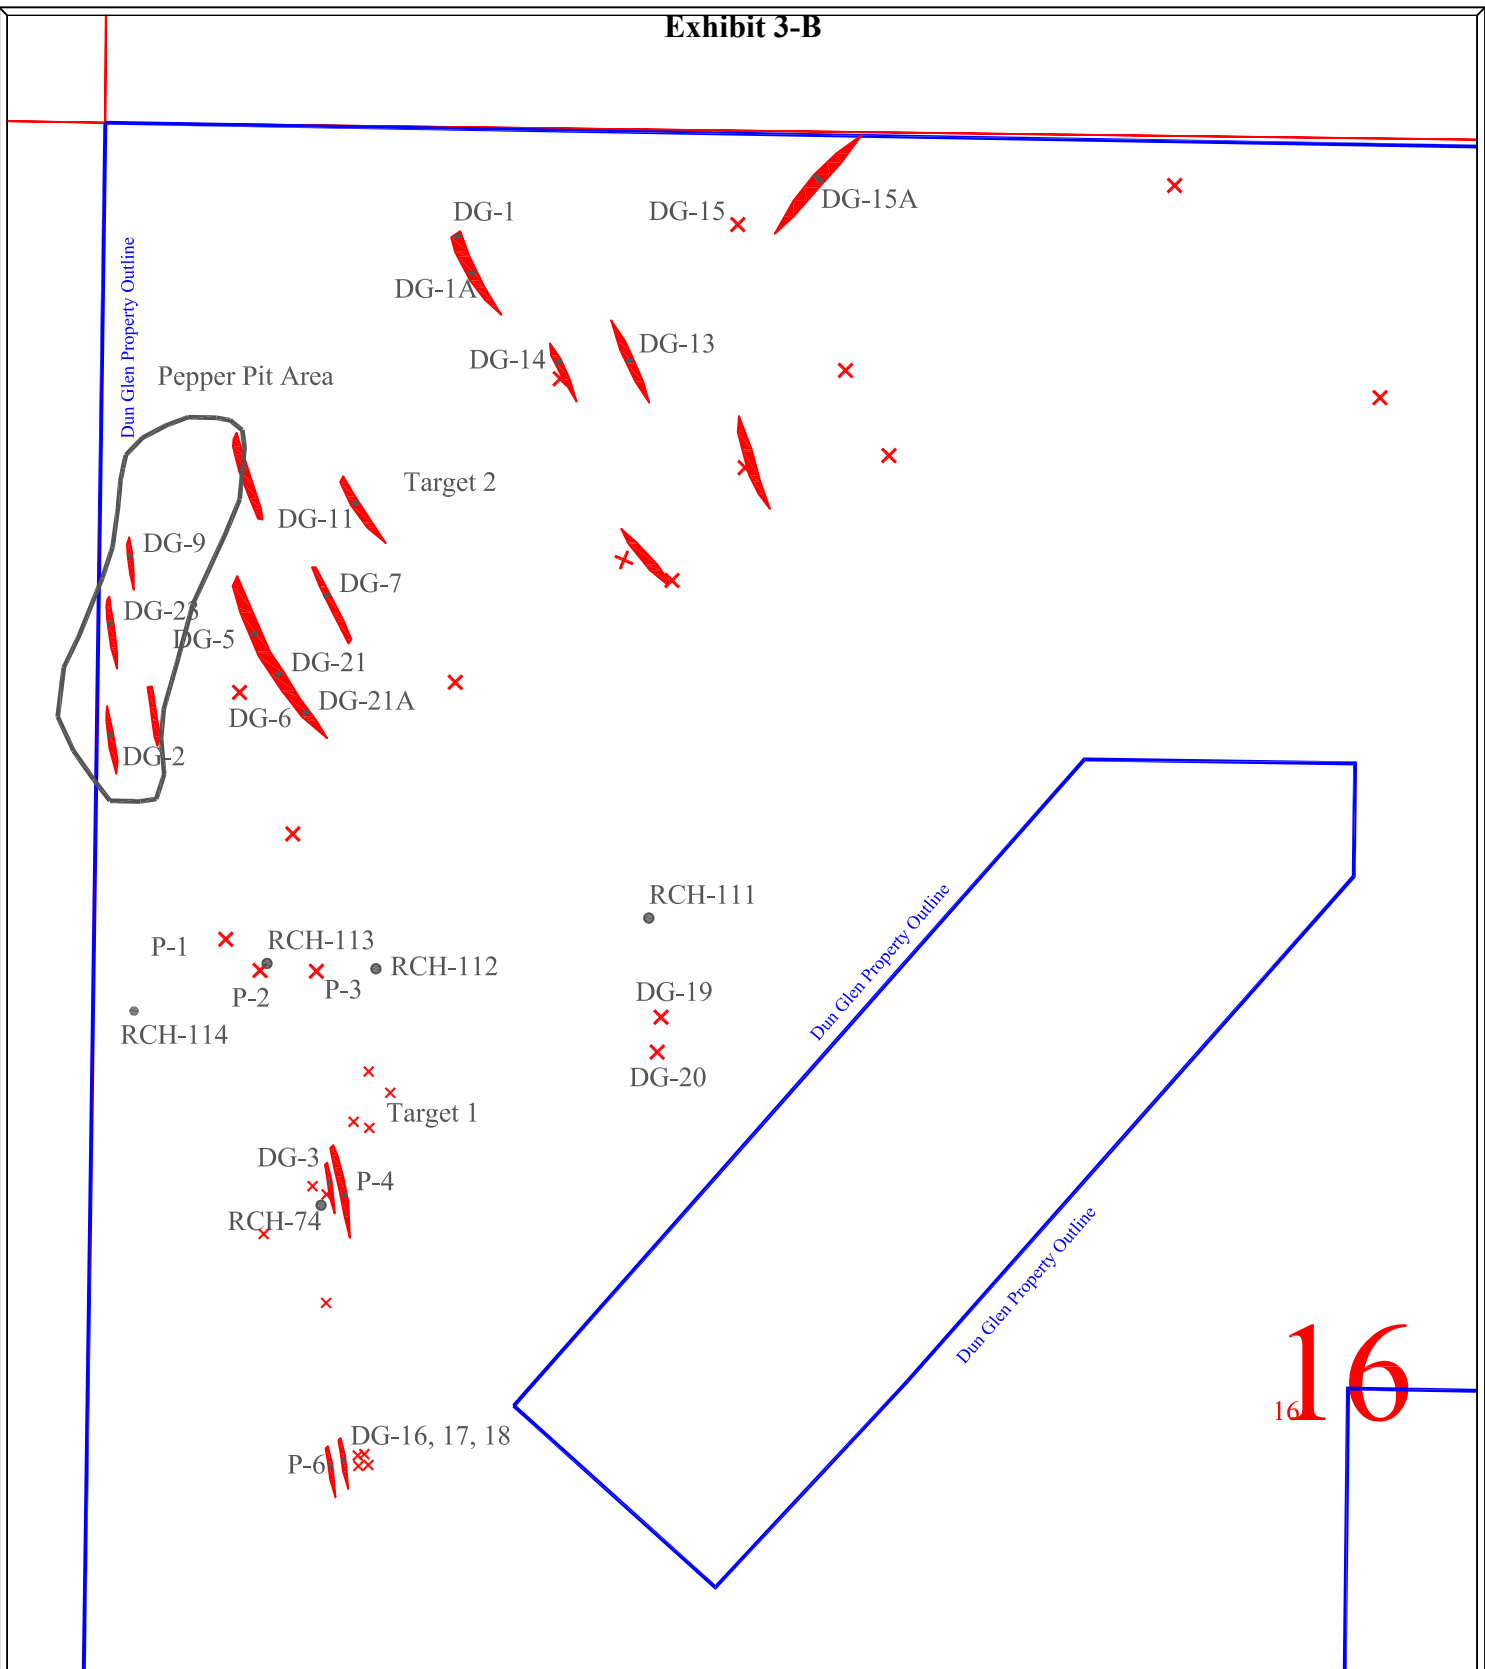 Exhibit 3-B
DG-15A
DG-1
DG-15
Dun Glen Property Outline
DG-1A
DG-13
DG-14
Pepper Pit Area
Target 2
DG-11
DG-9
DG-7
DG-23
DG-5
DG-21
DG-21A
DG-6
DG-2
RCH-111
Dun Glen Property Outline
P-1
RCH-113
RCH-112
P-3
P-2
DG-19
RCH-114
DG-20
Target 1
DG-3
P-4
RCH-74
Dun Glen Property Outline
16
16
DG-16, 17, 18
P-6